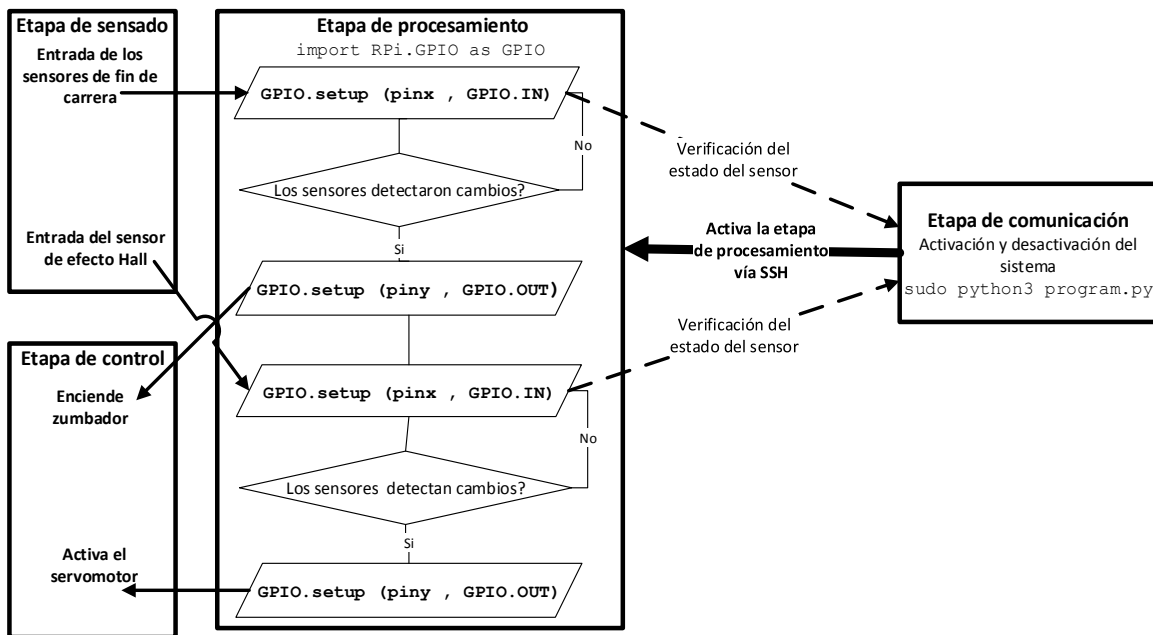 Etapa de sensado
Entrada de los
sensores de fin de
carrera
Entrada del sensor
de efecto Hall
Etapa de control
Enciende
zumbador
Activa el
servomotor
Etapa de procesamiento
import RPi.GPIO as GPIO
GPIO.setup (pinx , GPIO.IN)
No
Los sensores detectaron cambios?
Si
GPIO.setup (piny , GPIO.OUT)
GPIO.setup (pinx , GPIO.IN)
No
Los sensores detectan cambios?
Si
GPIO.setup (piny , GPIO.OUT)
Verificación del
estado del sensor
Activa la etapa
de procesamiento
vía SSH
Verificación del
estado del sensor
Etapa de comunicación
Activación y desactivación del
sistema
sudo python3 program.py